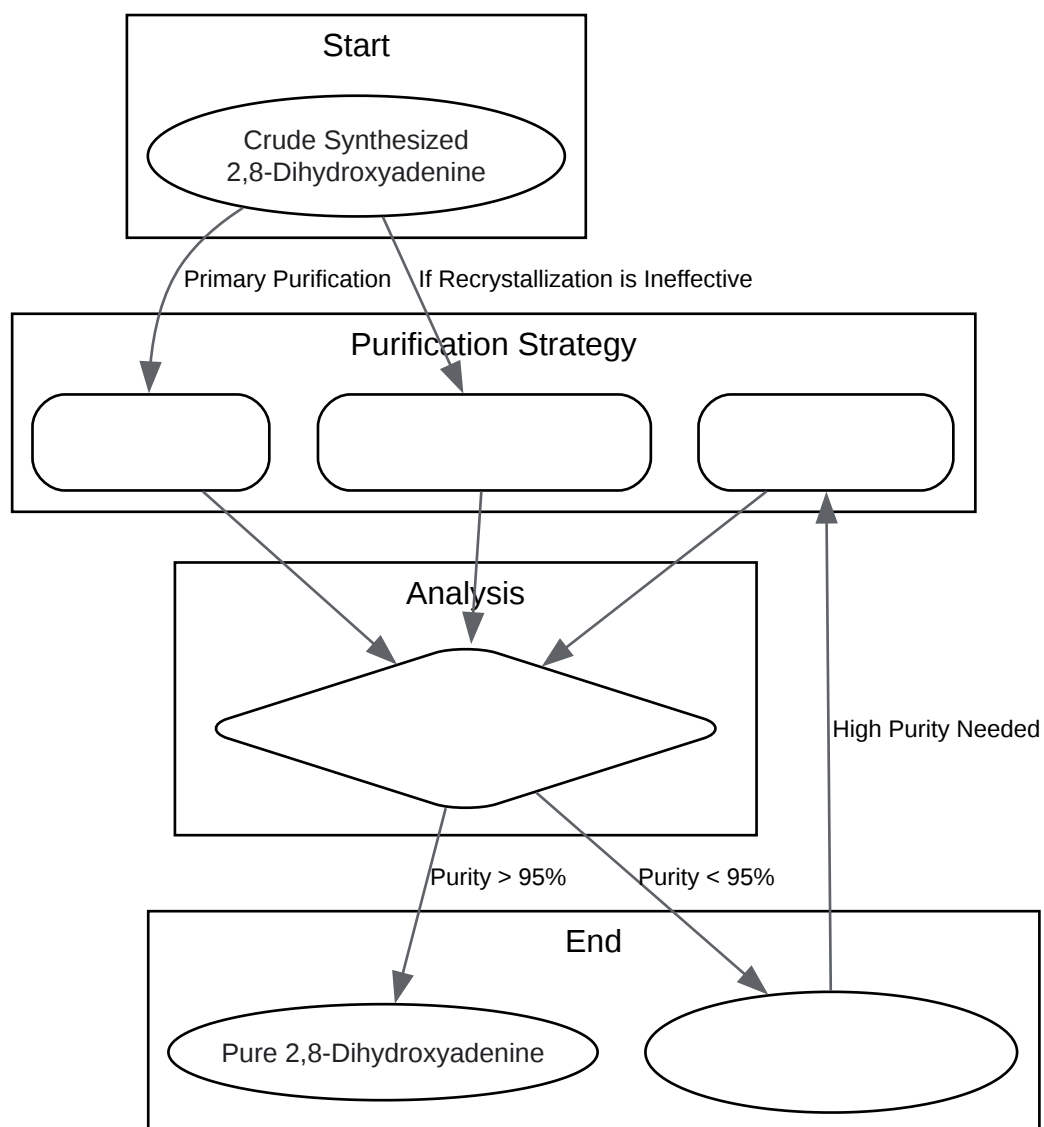 Start
Crude Synthesized
2,8-Dihydroxyadenine
Primary Purification
If Recrystallization is Ineffective
Purification Strategy
Analysis
High Purity Needed
Purity > 95%
Purity < 95%
End
Pure 2,8-Dihydroxyadenine